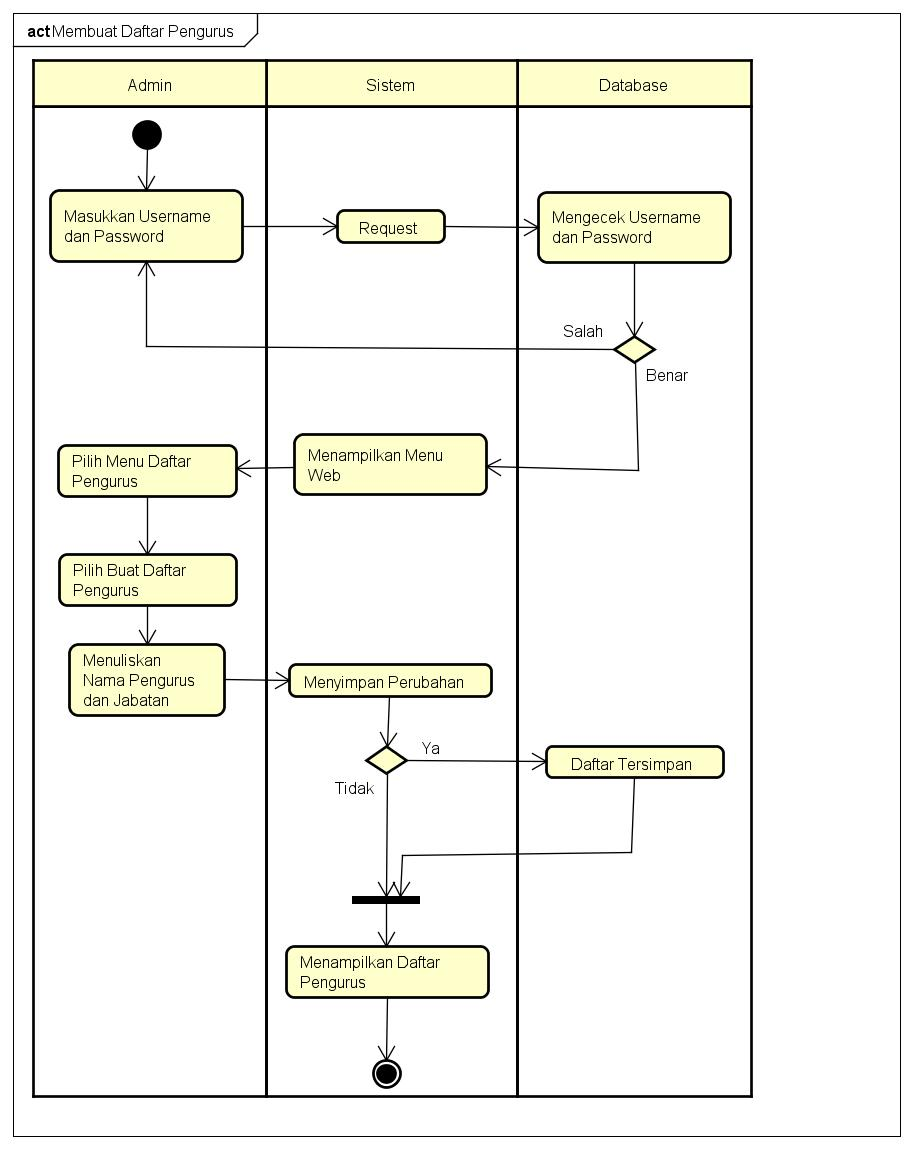 act Membuat Daftar Pengurus
Admin
Sistem
Database
Masukkan Username
dan Password
Request
Mengecek Username
dan Password
Salah
Benar
Pilih Menu Daftar
Pengurus
Menampilkan Menu
Web
Pilih Buat Daftar
Pengurus
Menuliskan
Nama Pengurus
dan Jabatan
Menyimpan Perubahan
Ya
Tidak
Daftar Tersimpan
Menampilkan Daftar
Pengurus